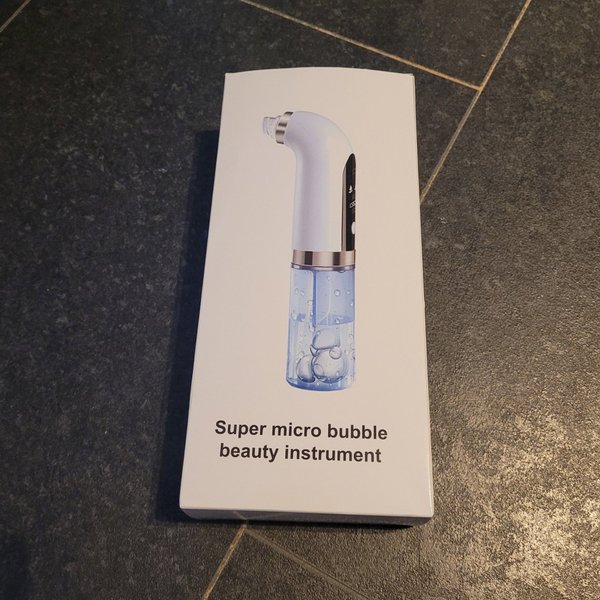 Super micro bubble
beauty instrument